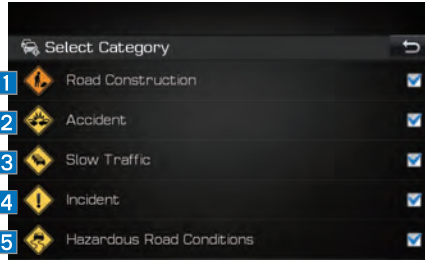 Select Category
1 Road Construction
2 Accident
3 Slow Traffic
4 Incident
5 Hazardous Road Conditions